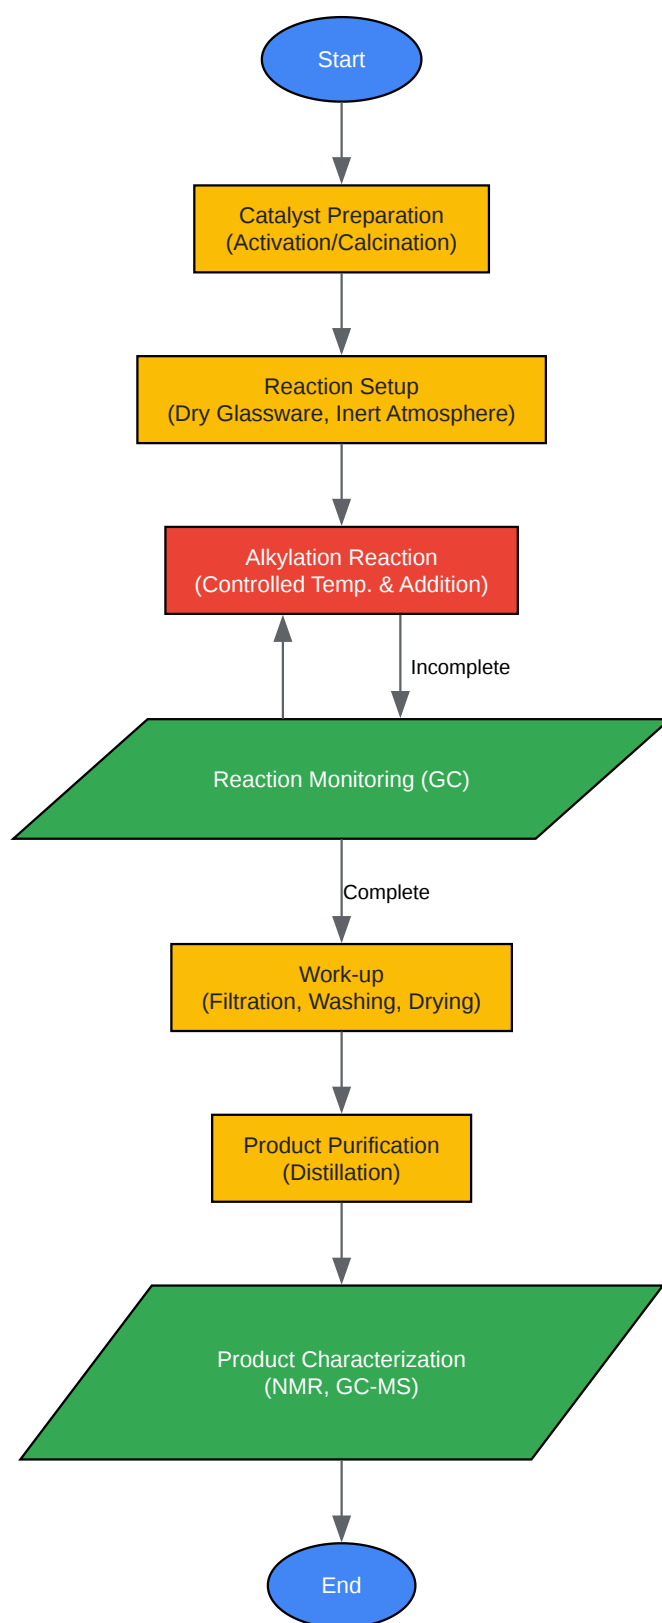 Start
Catalyst Preparation
(Activation/Calcination)
Reaction Setup
(Dry Glassware, Inert Atmosphere)
Alkylation Reaction
(Controlled Temp. & Addition)
Incomplete
Reaction Monitoring (GC)
Complete
Work-up
(Filtration, Washing, Drying)
Product Purification
(Distillation)
Product Characterization
(NMR, GC-MS)
End